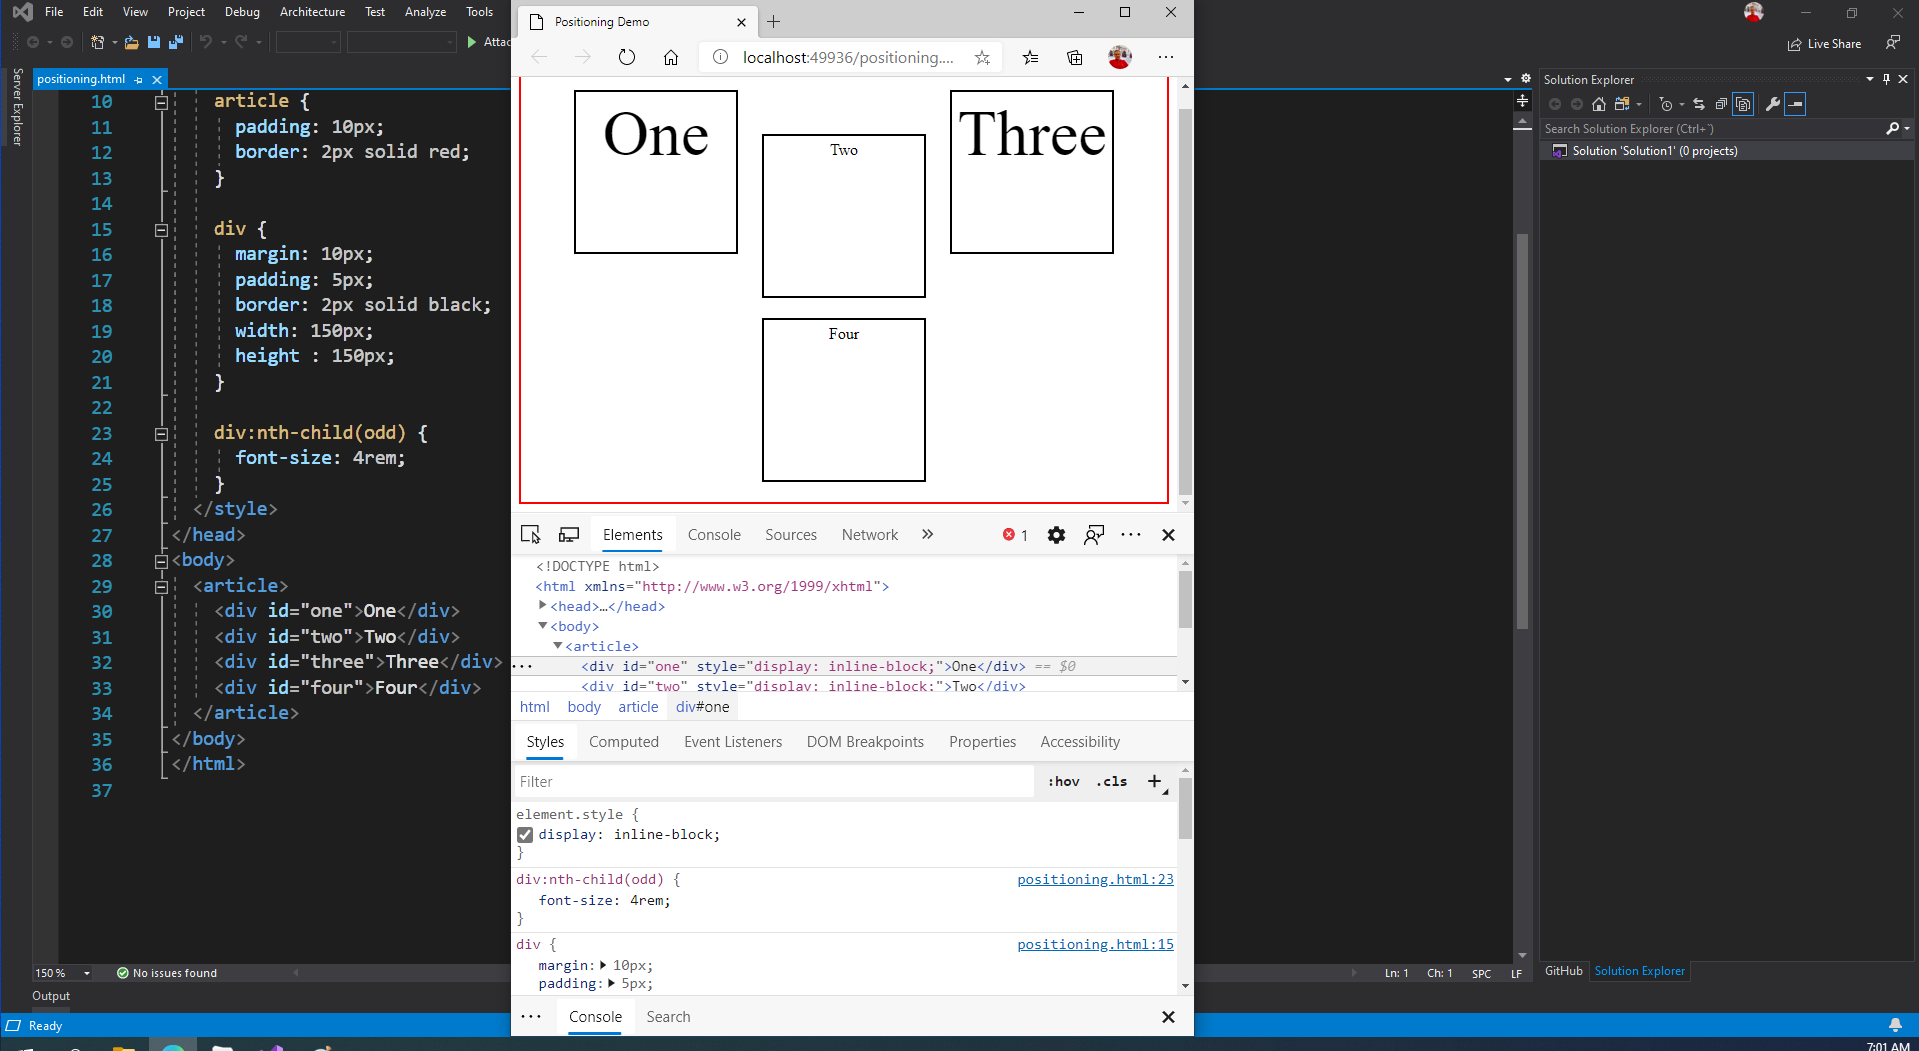 File Edit View Project Debug Architecture Test Analyze Tools
Attac
Live Share
Server Explorer
positioning.html
10 article {
11 padding: 10px;
12 border: 2px solid red;
13 }
14
15 div {
16 margin: 10px;
17 padding: 5px;
18 border: 2px solid black;
19 width: 150px;
20 height : 150px;
21 }
22
23 div:nth-child(odd) {
24 font-size: 4rem;
25 }
26 </style>
27 </head>
28 <body>
29 <article>
30 <div id="one">One</div>
31 <div id="two">Two</div>
32 <div id="three">Three</div>
33 <div id="four">Four</div>
34 </article>
35 </body>
36 </html>
37
150 %
No issues found
Output
Ready
Positioning Demo
localhost:49936/positioning....
One
Two
Three
Four
Elements Console Sources Network
1
<!DOCTYPE html>
<html xmlns="http://www.w3.org/1999/xhtml">
<head>…</head>
<body>
<article>
<div id="one" style="display: inline-block;">One</div> == $0
<div id="two" style="display: inline-block;">Two</div>
html body article div#one
Styles Computed Event Listeners DOM Breakpoints Properties Accessibility
Filter
:hov .cls
element.style {
display: inline-block;
}
div:nth-child(odd) { positioning.html:23
font-size: 4rem;
}
div { positioning.html:15
margin: 10px;
padding: 5px;
Console Search
Solution Explorer
Search Solution Explorer (Ctrl+¨)
Solution 'Solution1' (0 projects)
Ln: 1 Ch: 1 SPC LF
GitHub Solution Explorer
7:01 AM